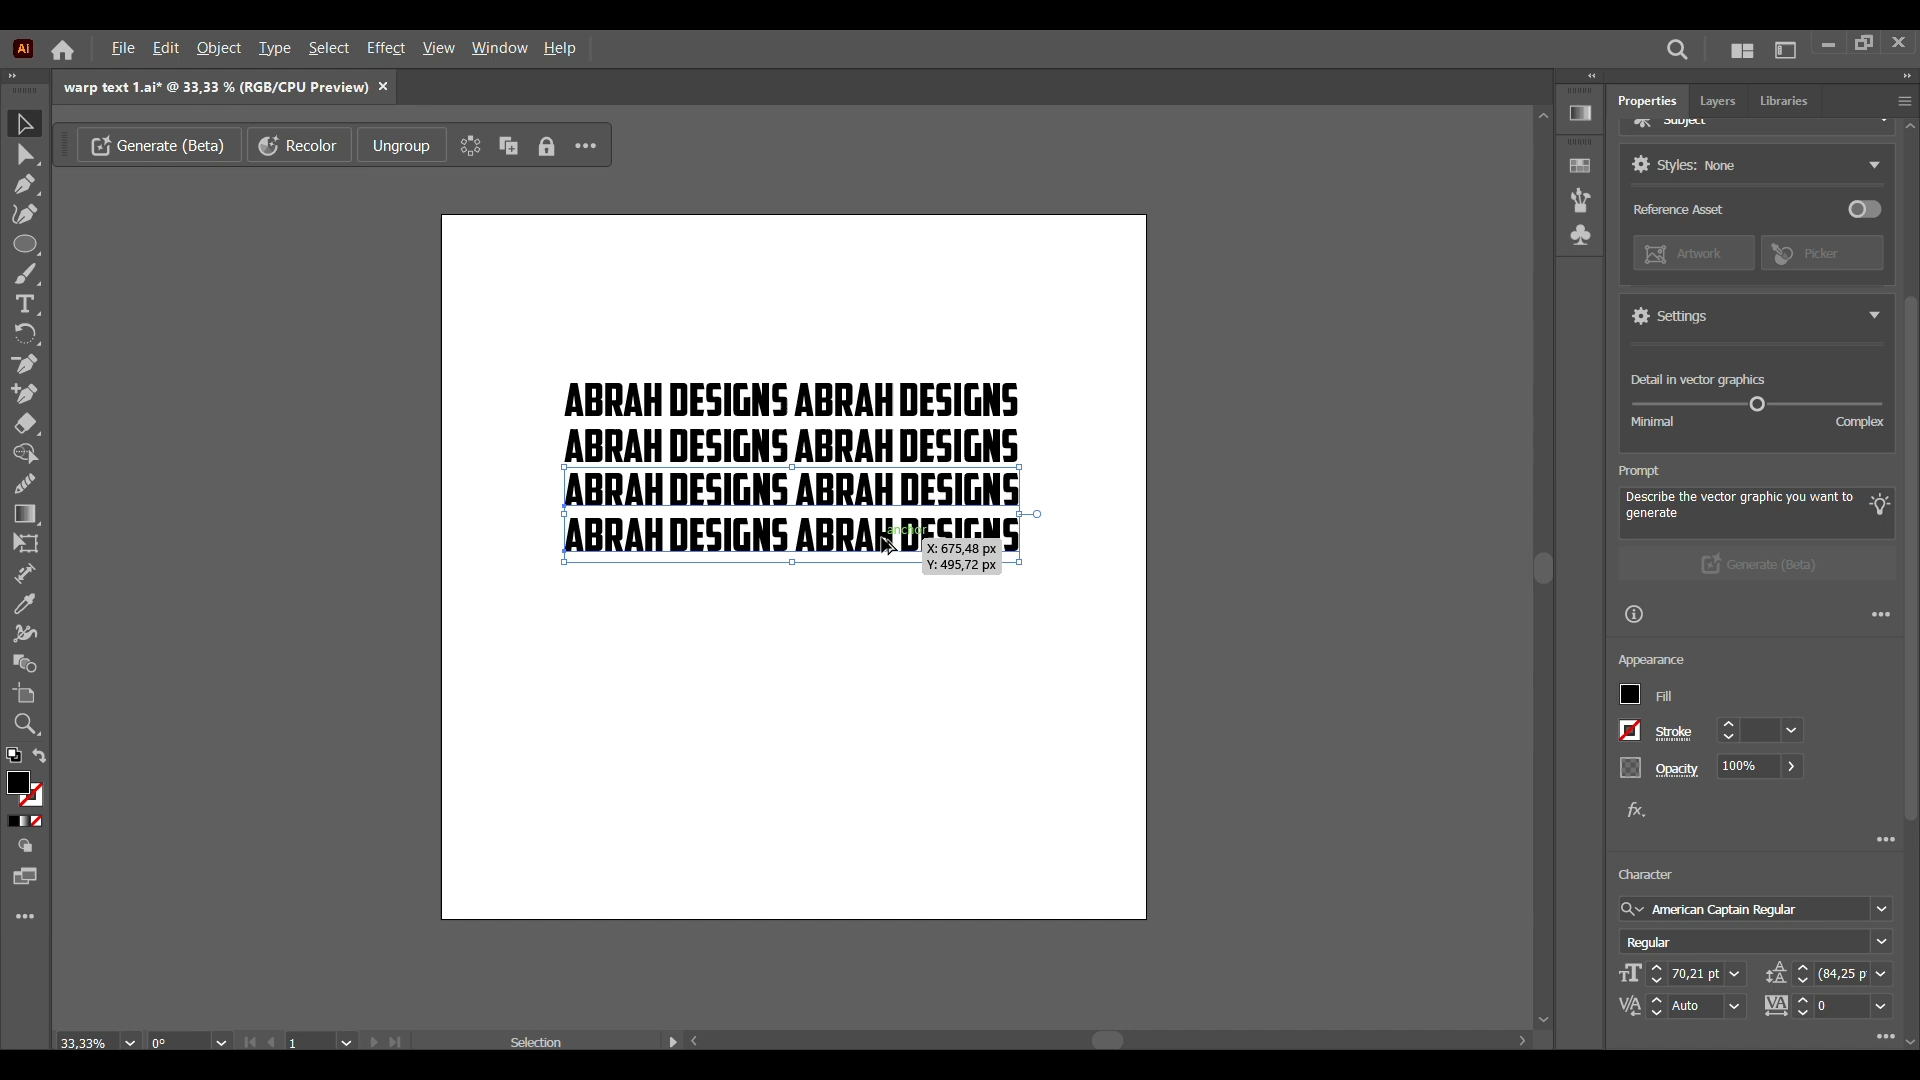 Ai
File Edit Object Type Select Effect View Window Help
warp text 1.ai* @ 33,33 % (RGB/CPU Preview)
Generate (Beta)
Recolor
Ungroup
ABRAH DESIGNS ABRAH DESIGNS
ABRAH DESIGNS ABRAH DESIGNS
ABRAH DESIGNS ABRAH DESIGNS
ABRAH DESIGNS ABRAH DESIGNS
anchor
X: 675,48 px
Y: 495,72 px
33,33%
0°
1
Selection
Properties Layers Libraries
Subject
Styles: None
Reference Asset
Artwork
Picker
Settings
Detail in vector graphics
Minimal Complex
Prompt
Describe the vector graphic you want to
generate
Generate (Beta)
Appearance
Fill
Stroke
Opacity 100%
fx.
Character
American Captain Regular
Regular
70,21 pt
(84,25 p
Auto
0